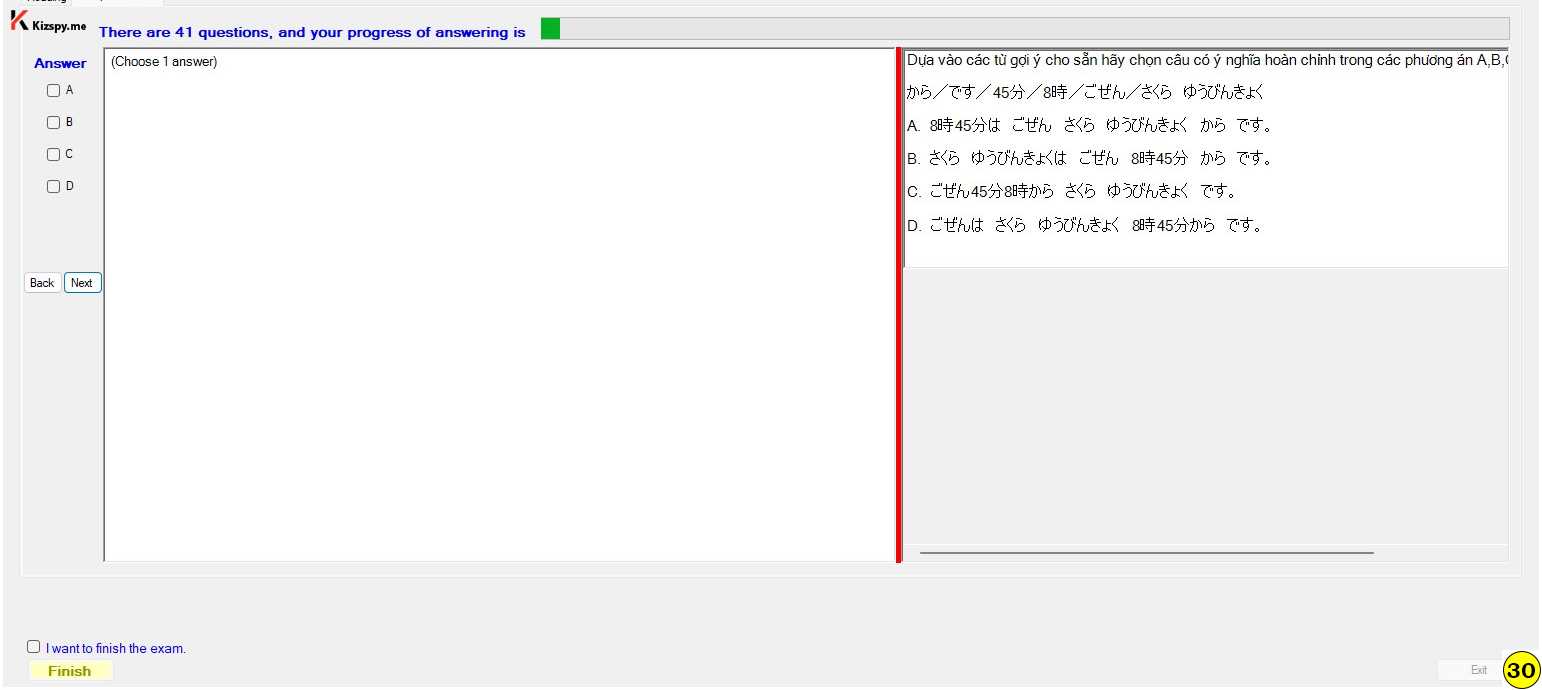 Kizspy.me
There are 41 questions, and your progress of answering is
Answer
A
B
C
D
Back
Next
(Choose 1 answer)
Dựa vào các từ gợi ý cho sẵn hãy chọn câu có ý nghĩa hoàn chỉnh trong các phương án A,B,
から／です／45分／8時／ごぜん／さくら　ゆうびんきょく
A. 8時45分は　ごぜん　さくら　ゆうびんきょく　から　です。
B. さくら　ゆうびんきょくは　ごぜん　8時45分　から　です。
C. ごぜん45分8時から　さくら　ゆうびんきょく　です。
D. ごぜんは　さくら　ゆうびんきょく　8時45分から　です。
I want to finish the exam.
Finish
Exit
30